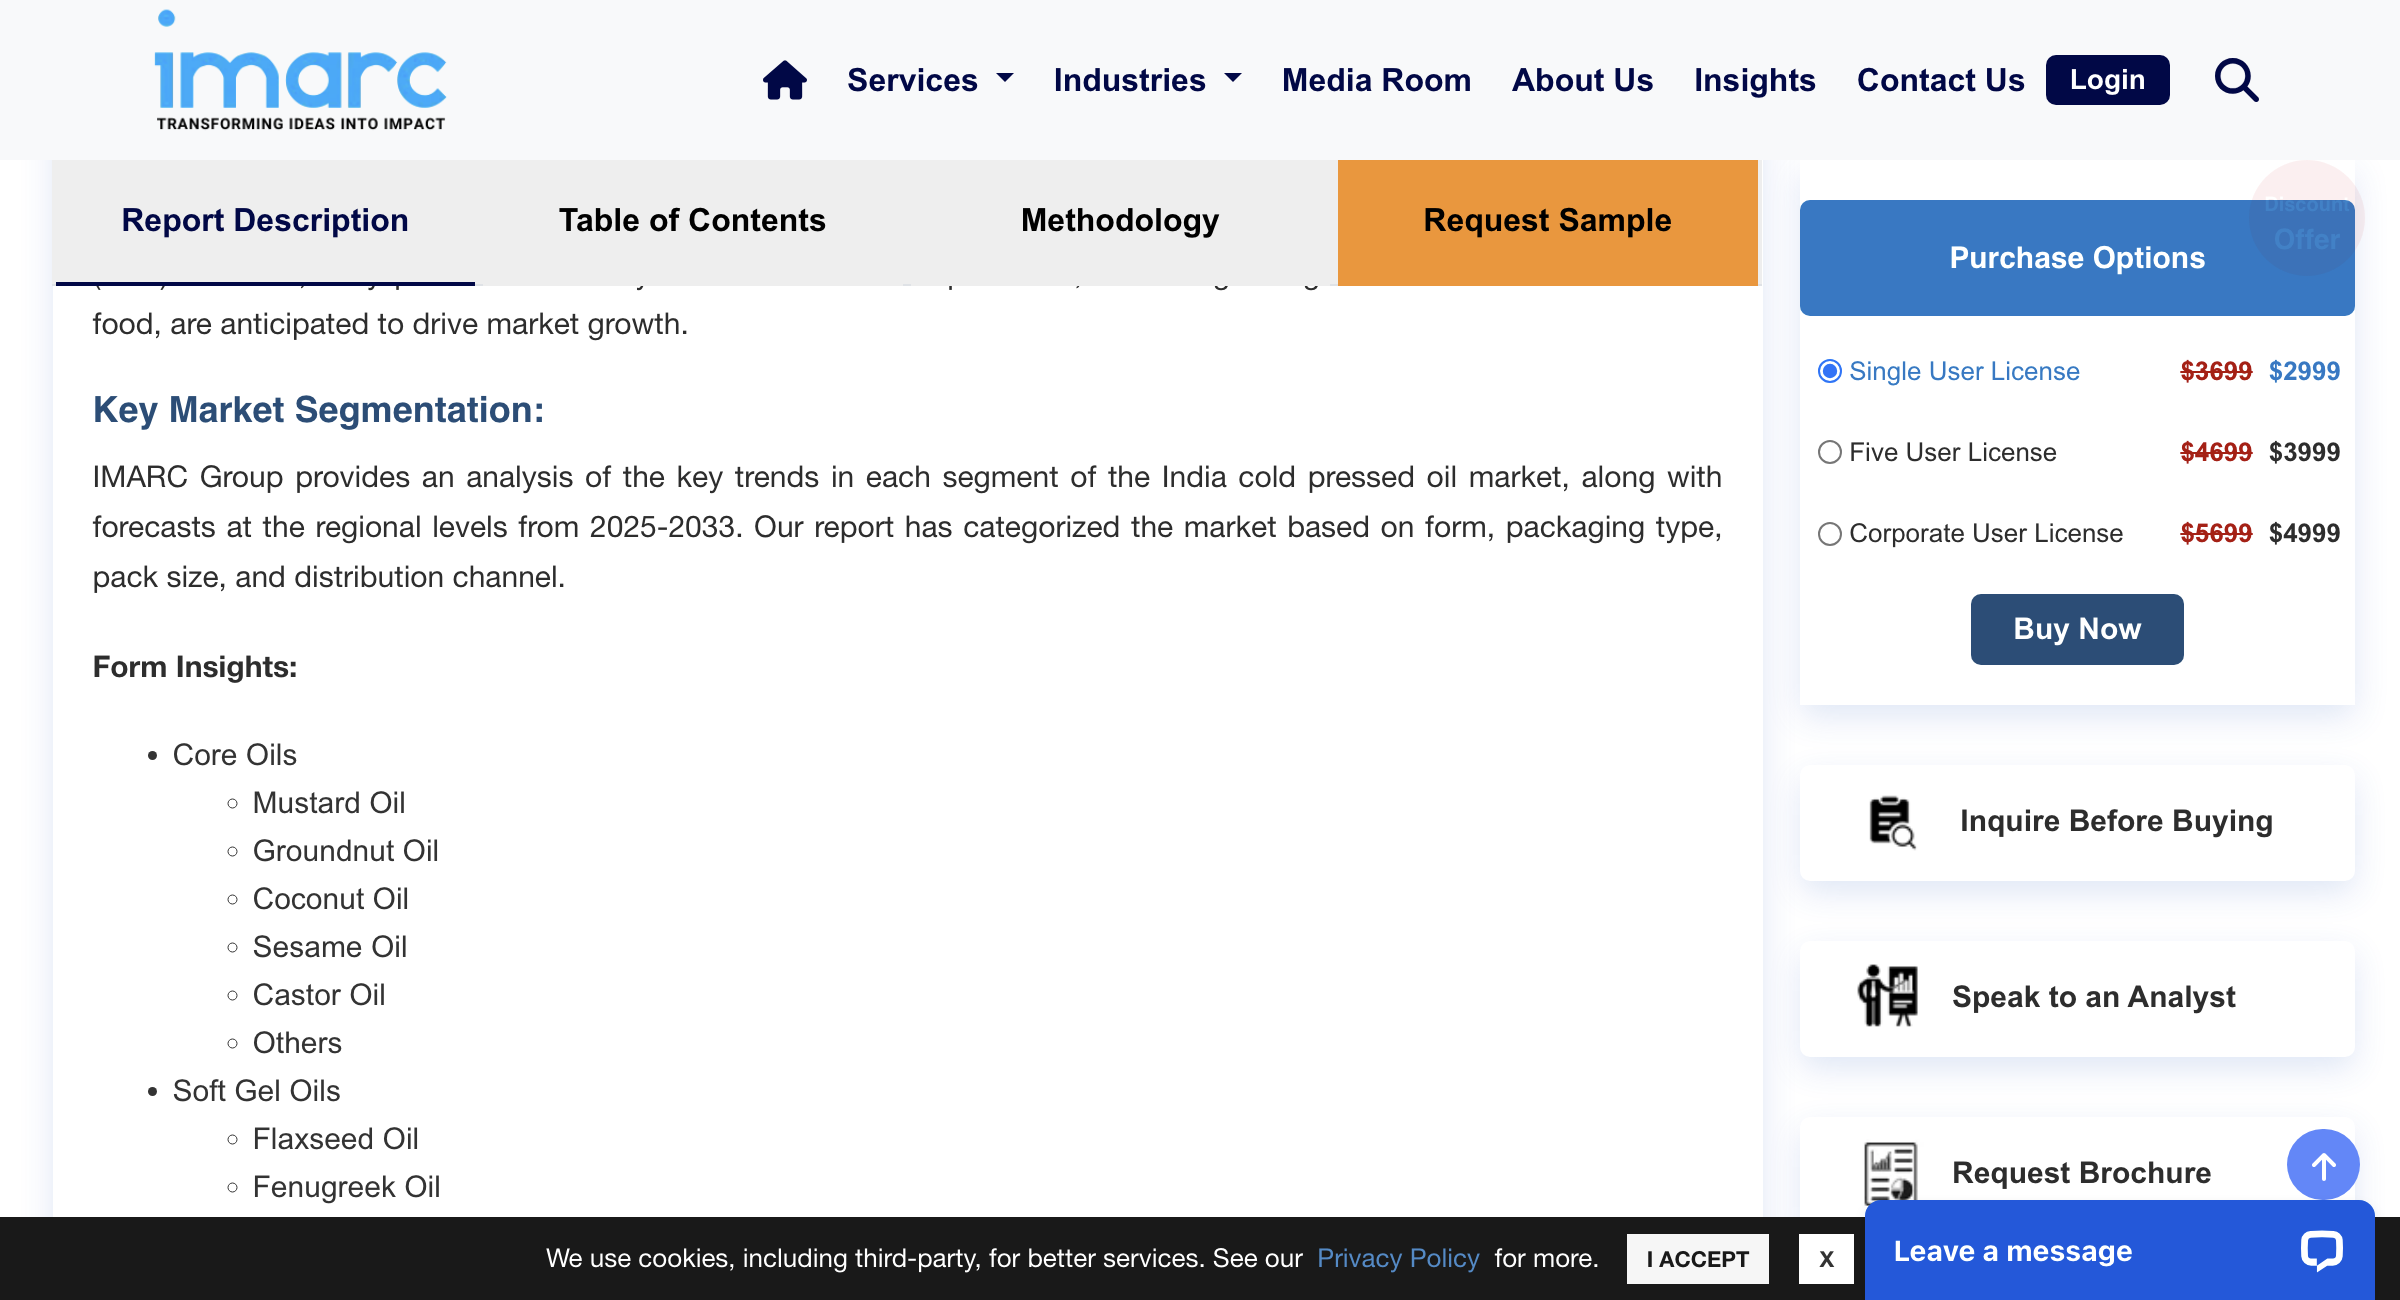 imarc
TRANSFORMING IDEAS INTO IMPACT
Services
Industries
Media Room
About Us
Insights
Contact Us
Login
Report Description
Table of Contents
Methodology
Request Sample
food, are anticipated to drive market growth.
Key Market Segmentation:
IMARC Group provides an analysis of the key trends in each segment of the India cold pressed oil market, along with
forecasts at the regional levels from 2025-2033. Our report has categorized the market based on form, packaging type,
pack size, and distribution channel.
Form Insights:
Core Oils
Mustard Oil
Groundnut Oil
Coconut Oil
Sesame Oil
Castor Oil
Others
Soft Gel Oils
Flaxseed Oil
Fenugreek Oil
Discount
Offer
Purchase Options
Single User License $3699 $2999
Five User License $4699 $3999
Corporate User License $5699 $4999
Buy Now
Inquire Before Buying
Speak to an Analyst
Request Brochure
We use cookies, including third-party, for better services. See our Privacy Policy for more.
I ACCEPT
X
Leave a message